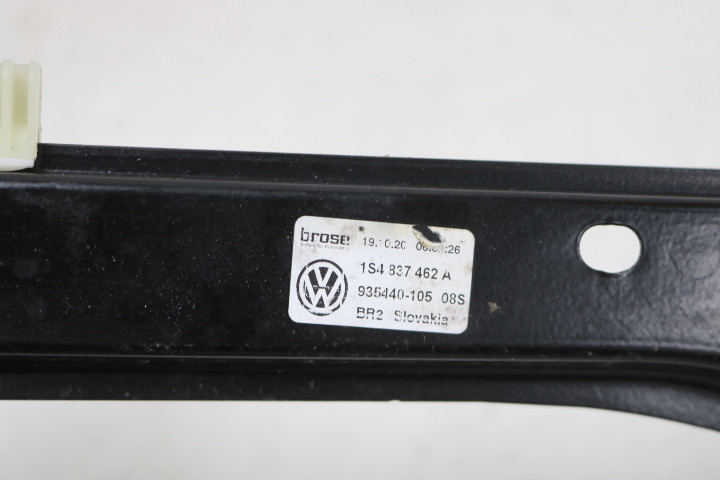 brose 19.10.20
1S4 837 462 A
935440-105 08S
BR2 Slovakia